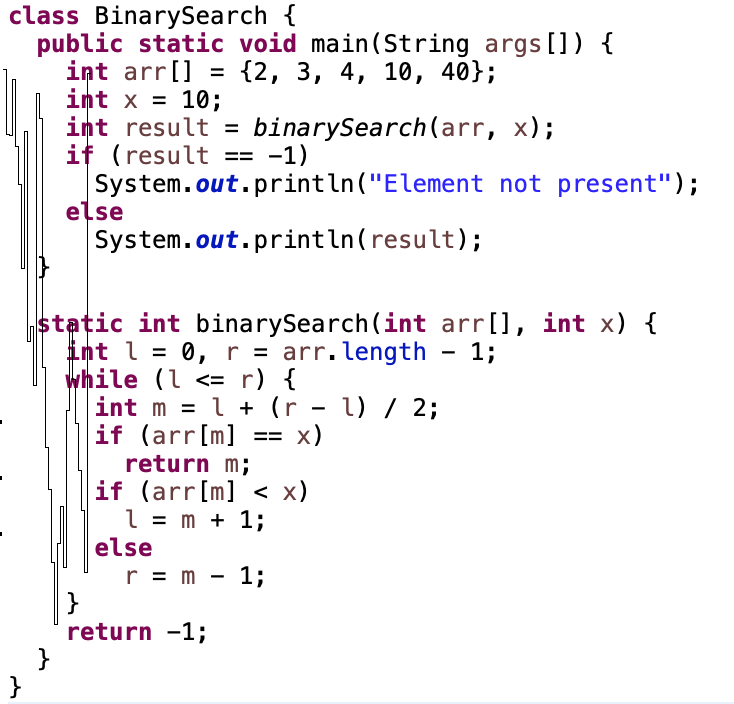 class BinarySearch {
  public static void main(String args[]) {
    int arr[] = {2, 3, 4, 10, 40};
    int x = 10;
    int result = binarySearch(arr, x);
    if (result == -1)
      System.out.println("Element not present");
    else
      System.out.println(result);
  }

  static int binarySearch(int arr[], int x) {
    int l = 0, r = arr.length - 1;
    while (l <= r) {
      int m = l + (r - l) / 2;
      if (arr[m] == x)
        return m;
      if (arr[m] < x)
        l = m + 1;
      else
        r = m - 1;
    }
    return -1;
  }
}